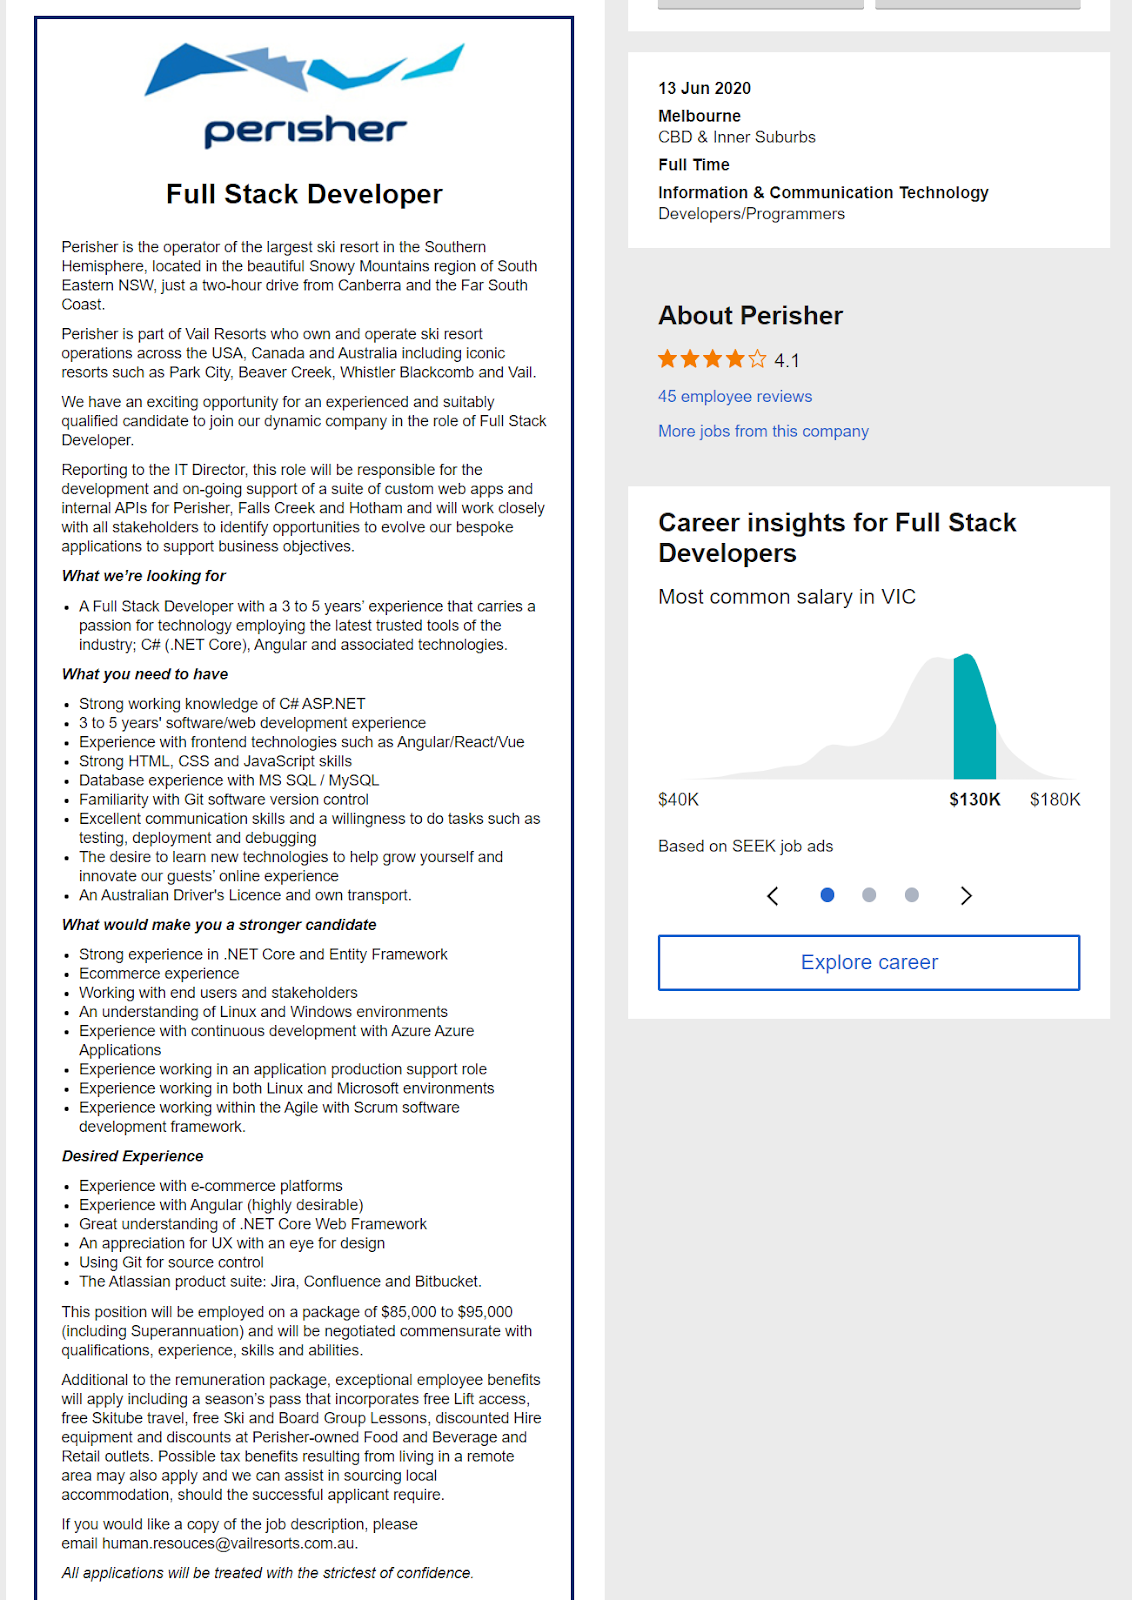 perisher
Full Stack Developer
Perisher is the operator of the largest ski resort in the Southern
Hemisphere, located in the beautiful Snowy Mountains region of South
Eastern NSW, just a two-hour drive from Canberra and the Far South
Coast.
Perisher is part of Vail Resorts who own and operate ski resort
operations across the USA, Canada and Australia including iconic
resorts such as Park City, Beaver Creek, Whistler Blackcomb and Vail.
We have an exciting opportunity for an experienced and suitably
qualified candidate to join our dynamic company in the role of Full Stack
Developer.
Reporting to the IT Director, this role will be responsible for the
development and on-going support of a suite of custom web apps and
internal APIs for Perisher, Falls Creek and Hotham and will work closely
with all stakeholders to identify opportunities to evolve our bespoke
applications to support business objectives.
What we're looking for
• A Full Stack Developer with a 3 to 5 years' experience that carries a
passion for technology employing the latest trusted tools of the
industry; C# (.NET Core), Angular and associated technologies.
What you need to have
• Strong working knowledge of C# ASP.NET
• 3 to 5 years' software/web development experience
• Experience with frontend technologies such as Angular/React/Vue
• Strong HTML, CSS and JavaScript skills
• Database experience with MS SQL / MySQL
• Familiarity with Git software version control
• Excellent communication skills and a willingness to do tasks such as
testing, deployment and debugging
• The desire to learn new technologies to help grow yourself and
innovate our guests' online experience
• An Australian Driver's Licence and own transport.
What would make you a stronger candidate
• Strong experience in .NET Core and Entity Framework
• Ecommerce experience
• Working with end users and stakeholders
• An understanding of Linux and Windows environments
• Experience with continuous development with Azure Azure
Applications
• Experience working in an application production support role
• Experience working in both Linux and Microsoft environments
• Experience working within the Agile with Scrum software
development framework.
Desired Experience
• Experience with e-commerce platforms
• Experience with Angular (highly desirable)
• Great understanding of .NET Core Web Framework
• An appreciation for UX with an eye for design
• Using Git for source control
• The Atlassian product suite: Jira, Confluence and Bitbucket.
This position will be employed on a package of $85,000 to $95,000
(including Superannuation) and will be negotiated commensurate with
qualifications, experience, skills and abilities.
Additional to the remuneration package, exceptional employee benefits
will apply including a season's pass that incorporates free Lift access,
free Skitube travel, free Ski and Board Group Lessons, discounted Hire
equipment and discounts at Perisher-owned Food and Beverage and
Retail outlets. Possible tax benefits resulting from living in a remote
area may also apply and we can assist in sourcing local
accommodation, should the successful applicant require.
If you would like a copy of the job description, please
email human.resouces@vailresorts.com.au.
All applications will be treated with the strictest of confidence.
13 Jun 2020
Melbourne
CBD & Inner Suburbs
Full Time
Information & Communication Technology
Developers/Programmers
About Perisher
4.1
45 employee reviews
More jobs from this company
Career insights for Full Stack
Developers
Most common salary in VIC
$40K $130K $180K
Based on SEEK job ads
Explore career